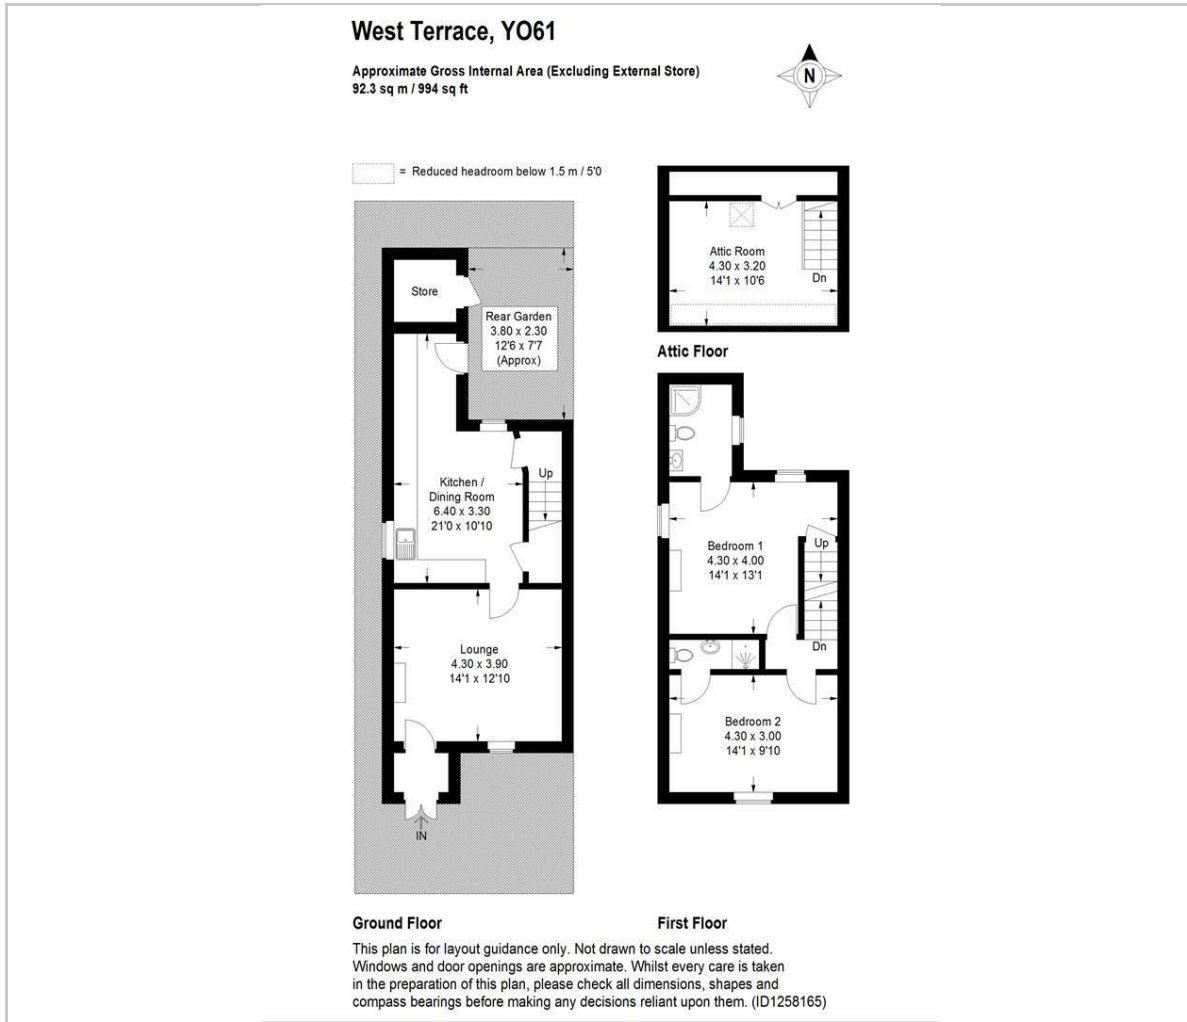 West Terrace, YO61
Approximate Gross Internal Area (Excluding External Store)
92.3 sq m / 994 sq ft
N
= Reduced headroom below 1.5 m / 5'0
Store
Rear Garden
3.80 x 2.30
12'6 x 7'7
(Approx)
Up
Kitchen /
Dining Room
6.40 x 3.30
21'0 x 10'10
Lounge
4.30 x 3.90
14'1 x 12'10
IN
Ground Floor
Attic Room
4.30 x 3.20
14'1 x 10'6
Dn
Attic Floor
Bedroom 1
4.30 x 4.00
14'1 x 13'1
Up
Dn
Bedroom 2
4.30 x 3.00
14'1 x 9'10
First Floor
This plan is for layout guidance only. Not drawn to scale unless stated.
Windows and door openings are approximate. Whilst every care is taken
in the preparation of this plan, please check all dimensions, shapes and
compass bearings before making any decisions reliant upon them. (ID1258165)